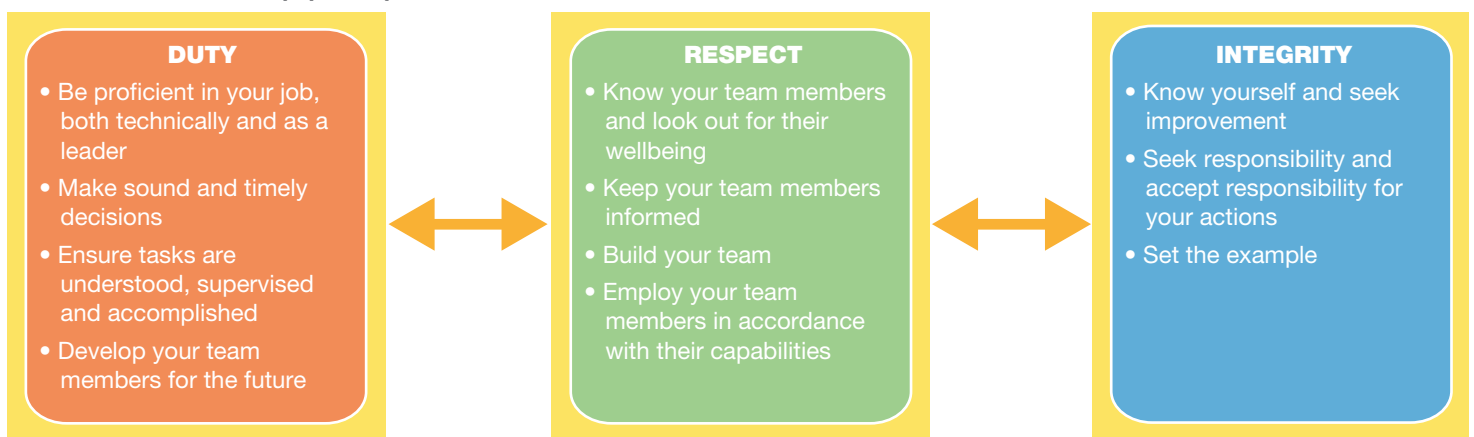 DUTY
• Be proficient in your job,
both technically and as a
leader
• Make sound and timely
decisions
• Ensure tasks are
understood, supervised
and accomplished
• Develop your team
members for the future
RESPECT
• Know your team members
and look out for their
wellbeing
• Keep your team members
informed
• Build your team
• Employ your team
members in accordance
with their capabilities
INTEGRITY
• Know yourself and seek
improvement
• Seek responsibility and
accept responsibility for
your actions
• Set the example